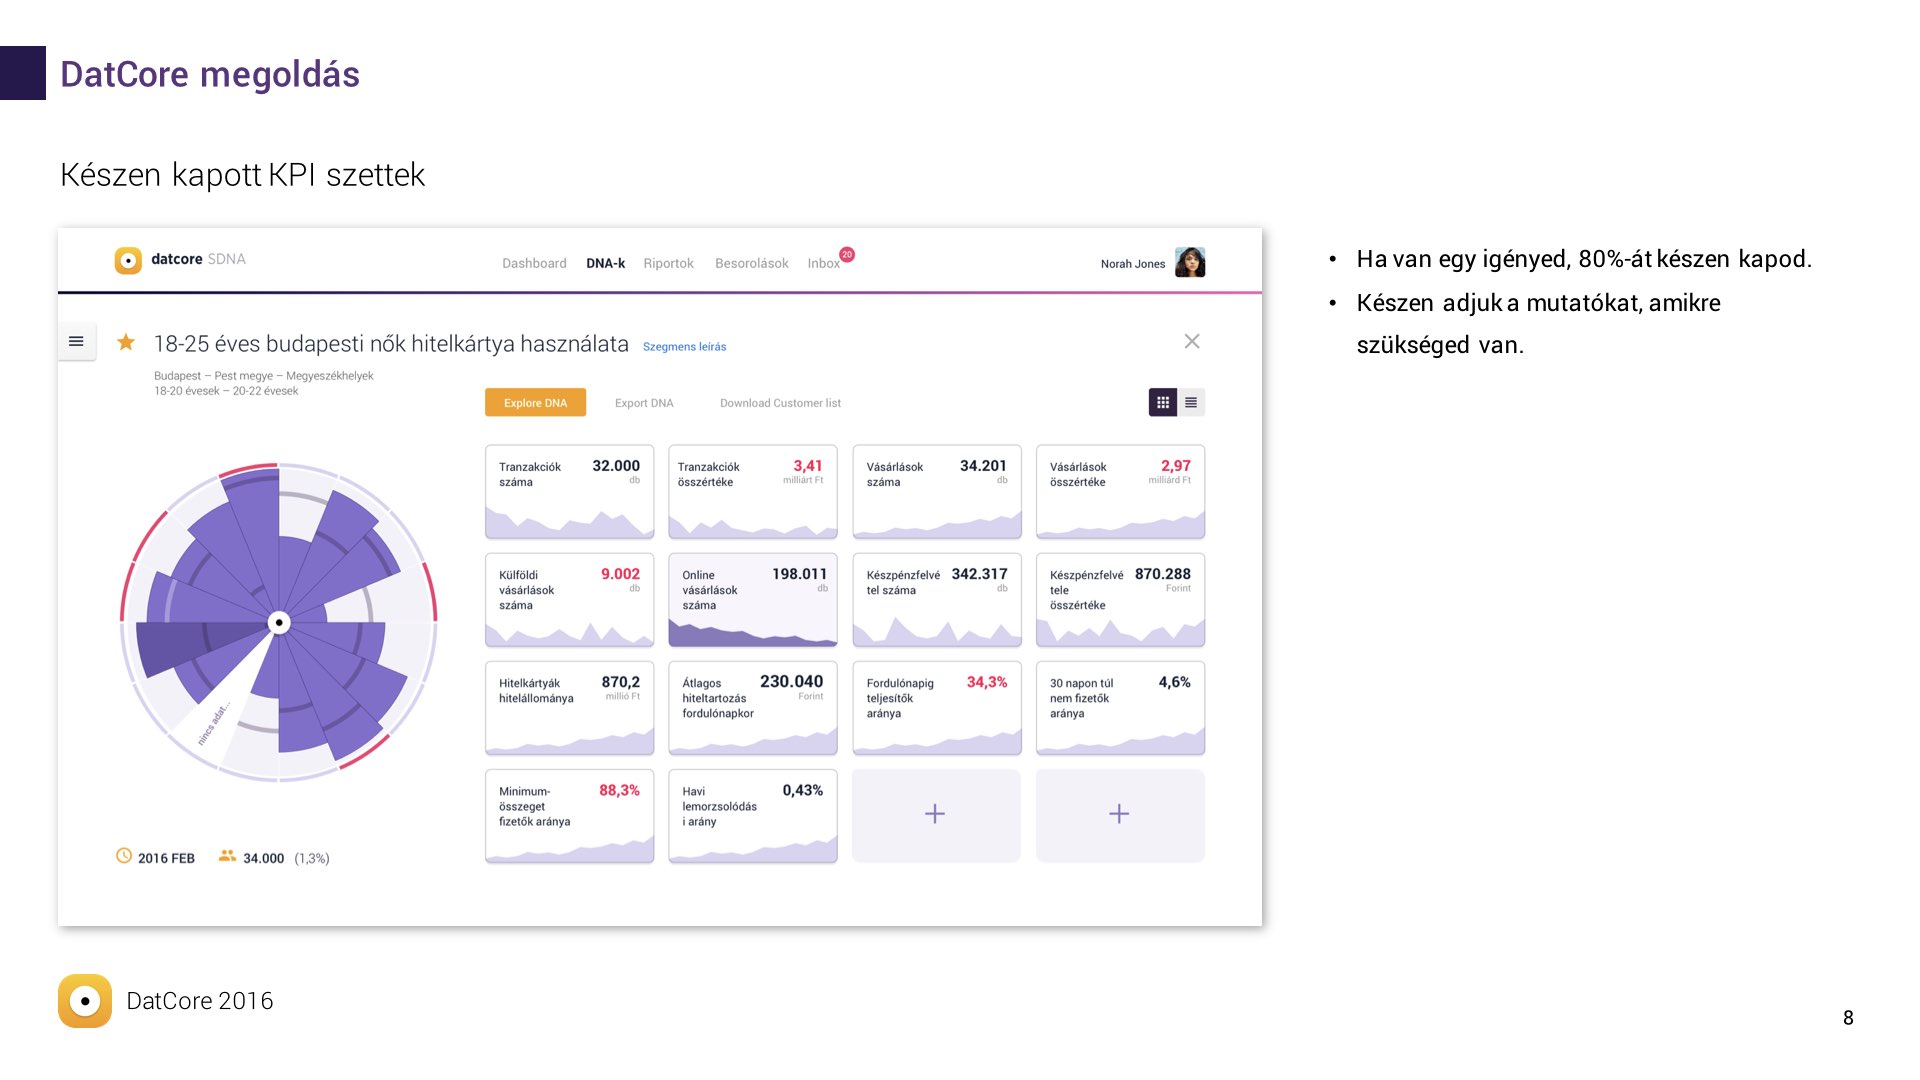 DatCore megoldás
Készen kapott KPI szettek
datcore SDNA
Dashboard DNA-k Riportok Besorolások Inbox 20
Norah Jones
18-25 éves budapesti nők hitelkártya használata Szegmens leírás
Budapest – Pest megye – Megyeszékhelyek
18-20 évesek – 20-22 évesek
Explore DNA Export DNA Download Customer list
Tranzakciók
száma
32.000
db
Tranzakciók
összértéke
3,41
milliárt Ft
Vásárlások
száma
34.201
db
Vásárlások
összértéke
2,97
milliárd Ft
Külföldi
vásárlások
száma
9.002
db
Online
vásárlások
száma
198.011
db
Készpénzfelvé
tel száma
342.317
db
Készpénzfelvé
tele
összértéke
870.288
Forint
Hitelkártyák
hitelállománya
870,2
millió Ft
Átlagos
hiteltartozás
fordulónapkor
230.040
Forint
Fordulónapig
teljesítők
aránya
34,3%
30 napon túl
nem fizetők
aránya
4,6%
Minimum-
összeget
fizetők aránya
88,3%
Havi
lemorzsolódás
i arány
0,43%
nincs adat...
2016 FEB 34.000 (1,3%)
• Ha van egy igényed, 80%-át készen kapod.
• Készen adjuk a mutatókat, amikre
szükséged van.
DatCore 2016
8